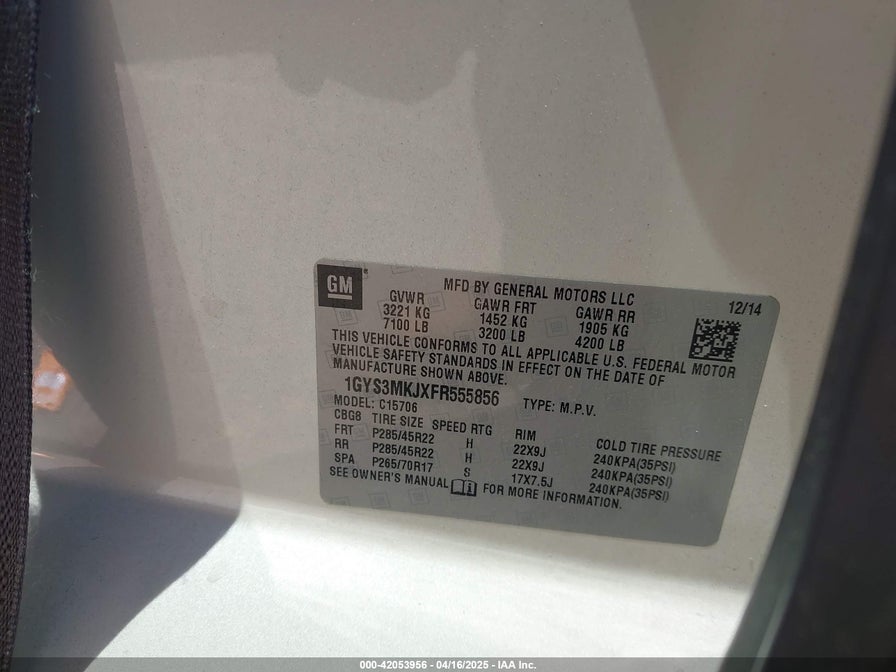 GM
MFD BY GENERAL MOTORS LLC
GVWR GAWR FRT GAWR RR 12/14
3221 KG 1452 KG 1905 KG
7100 LB 3200 LB 4200 LB
THIS VEHICLE CONFORMS TO ALL APPLICABLE U.S. FEDERAL MOTOR
VEHICLE SAFETY STANDARDS IN EFFECT ON THE DATE OF
MANUFACTURE SHOWN ABOVE.
1GYS3MKJXFR555856 TYPE: M.P.V.
MODEL: C15706
CBG8 TIRE SIZE SPEED RTG RIM COLD TIRE PRESSURE
FRT P285/45R22 H 22X9J 240KPA(35PSI)
RR P285/45R22 H 22X9J 240KPA(35PSI)
SPA P265/70R17 S 17X7.5J 240KPA(35PSI)
SEE OWNER'S MANUAL FOR MORE INFORMATION.
000-42053956 - 04/16/2025 - IAA Inc.